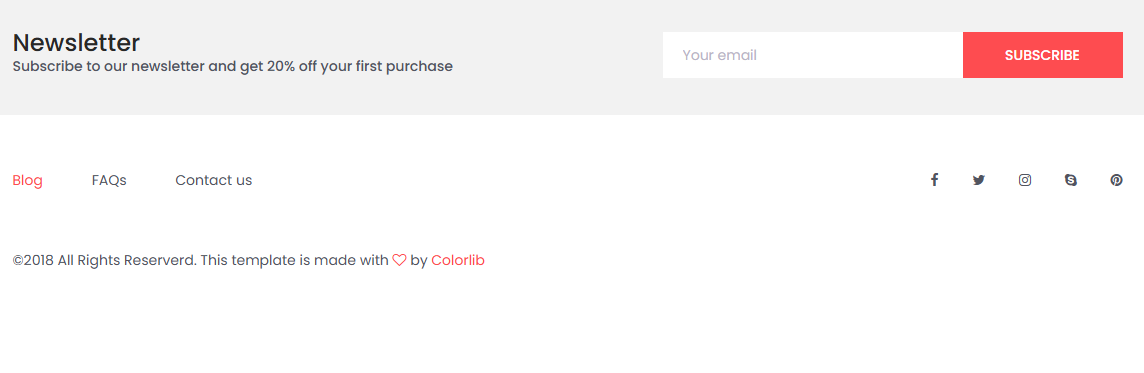 Newsletter
Subscribe to our newsletter and get 20% off your first purchase
Your email
SUBSCRIBE
Blog FAQs Contact us
©2018 All Rights Reserverd. This template is made with ♡ by Colorlib